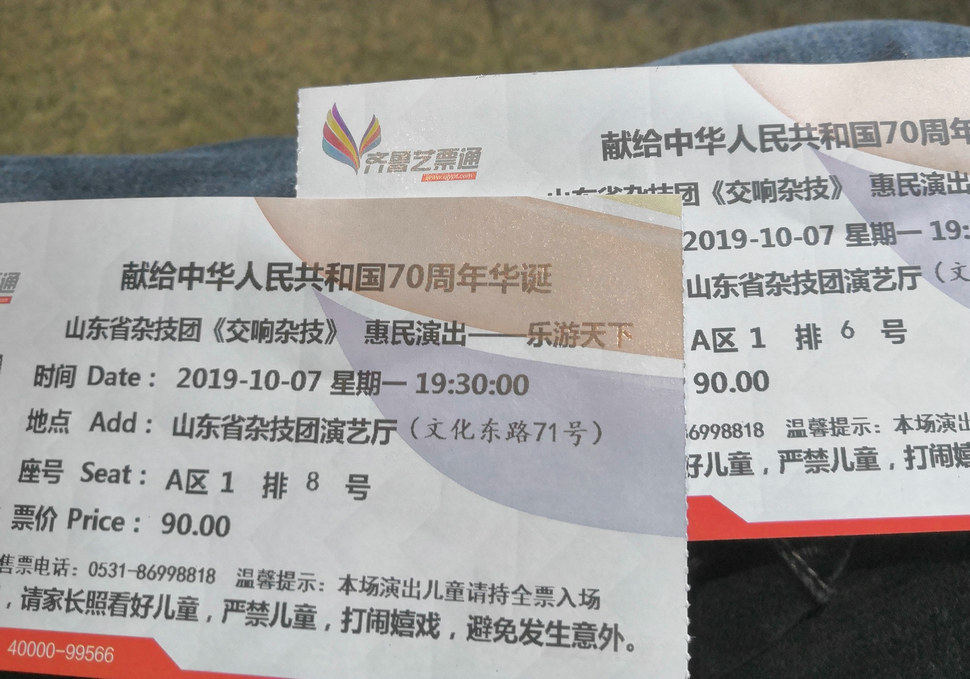 齐鲁艺票通
献给中华人民共和国70周年
山东省杂技团《交响杂技》 惠民演出
2019-10-07 星期一 19:
山东省杂技团演艺厅（文
A区 1 排 6 号
90.00
6998818 温馨提示：本场演出
好儿童，严禁儿童，打闹嬉
通
献给中华人民共和国70周年华诞
山东省杂技团《交响杂技》 惠民演出——乐游天下
时间 Date： 2019-10-07 星期一 19:30:00
地点 Add： 山东省杂技团演艺厅（文化东路71号）
座号 Seat： A区 1 排 8 号
票价 Price： 90.00
售票电话：0531-86998818 温馨提示：本场演出儿童请持全票入场
，请家长照看好儿童，严禁儿童，打闹嬉戏，避免发生意外。
40000-99566